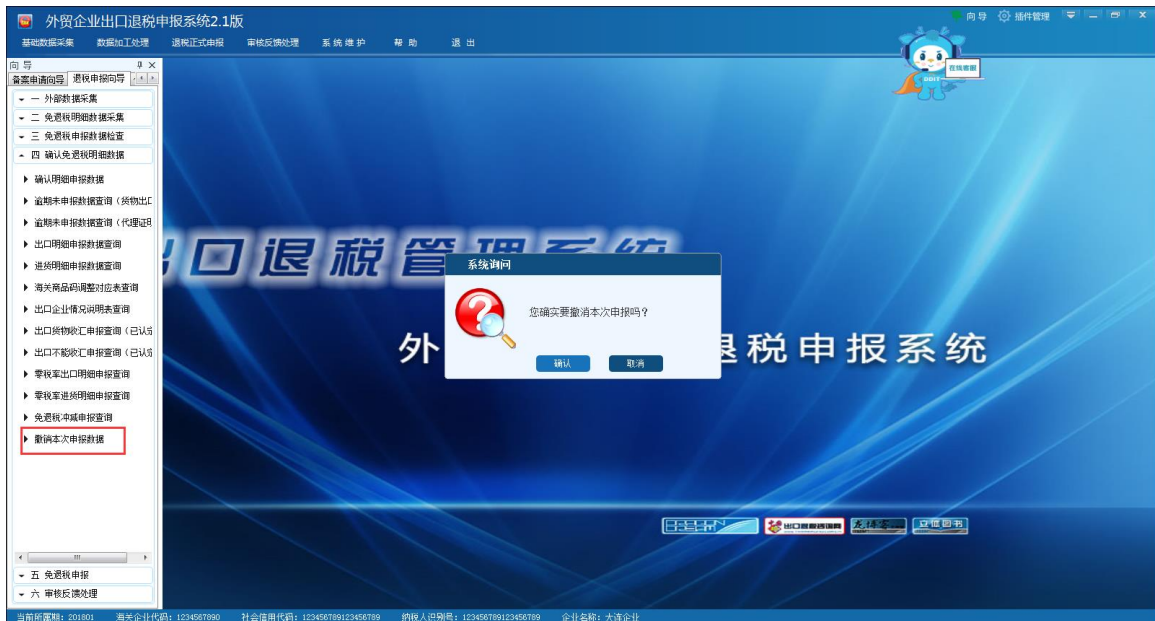 外贸企业出口退税申报系统2.1版
向导 插件管理
基础数据采集 数据加工处理 退税正式申报 审核反馈处理 系统维护 帮助 退出
在线客服
DDIT
向导
备案申请向导 退税申报向导
一 外部数据采集
二 免退税明细数据采集
三 免退税申报数据检查
四 确认免退税明细数据
确认明细申报数据
逾期未申报数据查询(货物出口
逾期未申报数据查询(代理证明
出口明细申报数据查询
进货明细申报数据查询
海关商品码调整对应表查询
出口企业情况说明表查询
出口货物收汇申报查询(已认定
出口不能收汇申报查询(已认定
零税率出口明细申报查询
零税率进货明细申报查询
免退税冲减申报查询
撤销本次申报数据
五 免退税申报
六 审核反馈处理
口退税管理系统
外
退税申报系统
系统询问
您确实要撤消本次申报吗?
确认 取消
出口退税咨询网
立信图书
当前所属期:201801 海关企业代码:1234567890 社会信用代码:123456789123456789 纳税人识别号:123456789123456789 企业名称:大连企业